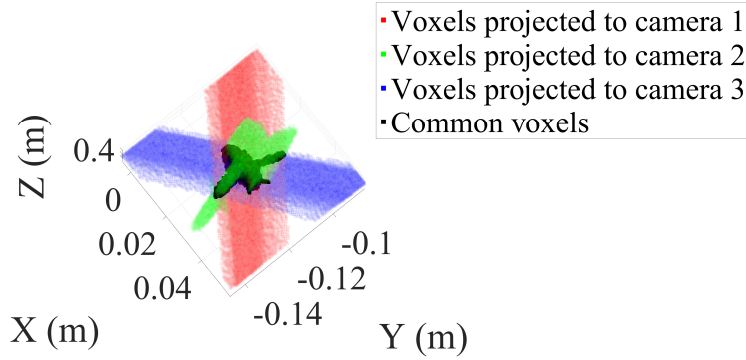 Voxels projected to camera 1
Voxels projected to camera 2
Voxels projected to camera 3
Common voxels
Z (m)
0.4
0
0.02
0.04
-0.1
-0.12
-0.14
X (m)
Y (m)